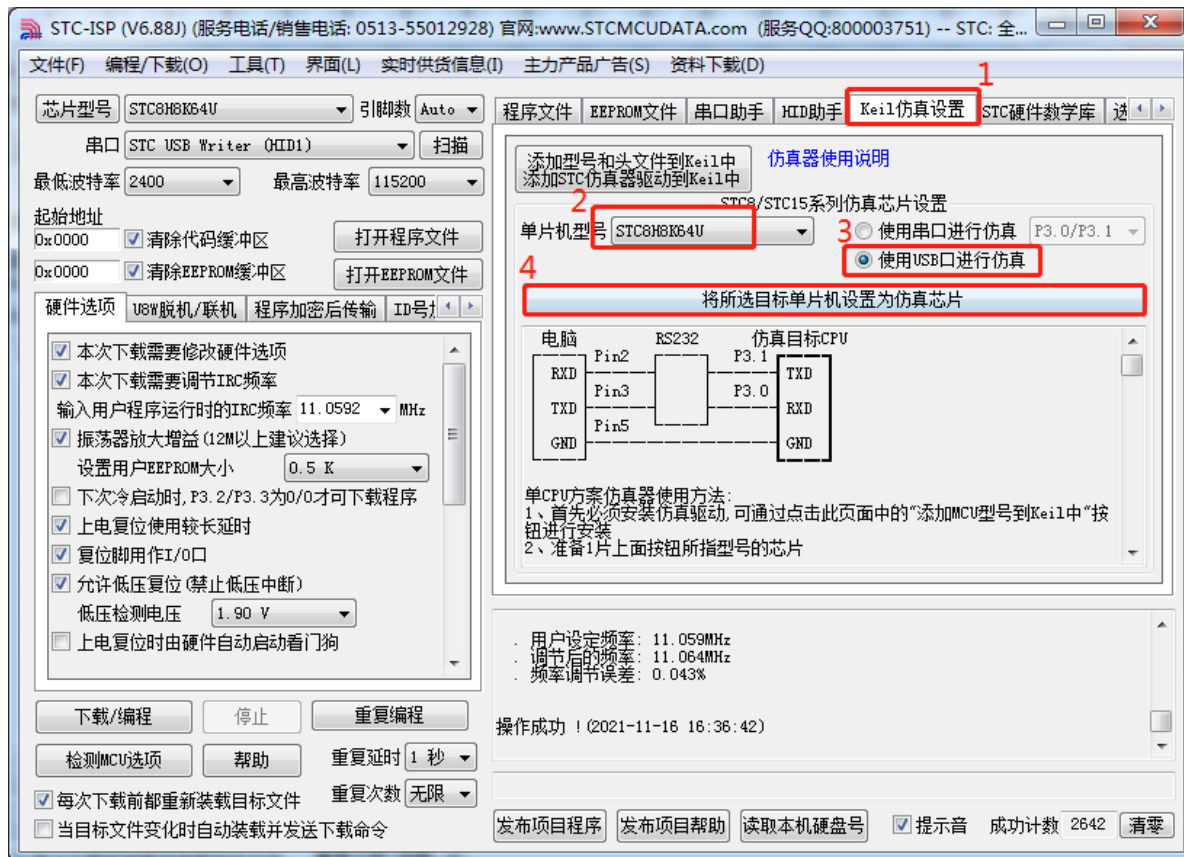 STC-ISP (V6.88J) (服务电话/销售电话: 0513-55012928) 官网:www.STCMCUDATA.com (服务QQ:800003751) -- STC: 全...
文件(F) 编程/下载(O) 工具(T) 界面(L) 实时供货信息(I) 主力产品广告(S) 资料下载(D)
1
芯片型号 STC8H8K64U 引脚数 Auto
串口 STC USB Writer (HID1) 扫描
最低波特率 2400 最高波特率 115200
起始地址
0x0000 清除代码缓冲区 打开程序文件
0x0000 清除EEPROM缓冲区 打开EEPROM文件
硬件选项 U8W脱机/联机 程序加密后传输 ID号
本次下载需要修改硬件选项
本次下载需要调节IRC频率
输入用户程序运行时的IRC频率 11.0592 MHz
振荡器放大增益(12M以上建议选择)
设置用户EEPROM大小 0.5 K
下次冷启动时,P3.2/P3.3为0/0才可下载程序
上电复位使用较长延时
复位脚用作I/O口
允许低压复位(禁止低压中断)
低压检测电压 1.90 V
上电复位时由硬件自动启动看门狗
下载/编程 停止 重复编程
检测MCU选项 帮助 重复延时 1 秒
每次下载前都重新装载目标文件 重复次数 无限
当目标文件变化时自动装载并发送下载命令
程序文件 EEPROM文件 串口助手 HID助手 Keil仿真设置 STC硬件数学库 选
添加型号和头文件到Keil中
添加STC仿真器驱动到Keil中
仿真器使用说明
STC8/STC15系列仿真芯片设置
2
单片机型号 STC8H8K64U 3 使用串口进行仿真 P3.0/P3.1
使用USB口进行仿真
4
将所选目标单片机设置为仿真芯片
电脑 RS232 仿真目标CPU
Pin2 P3.1
RXD TXD
Pin3 P3.0
TXD RXD
Pin5
GND GND
单CPU方案仿真器使用方法:
1、首先必须安装仿真驱动,可通过点击此页面中的"添加MCU型号到Keil中"按
钮进行安装
2、准备1片上面按钮所指型号的芯片
. 用户设定频率: 11.059MHz
. 调节后的频率: 11.064MHz
. 频率调节误差: 0.043%
操作成功 !(2021-11-16 16:36:42)
发布项目程序 发布项目帮助 读取本机硬盘号 提示音 成功计数 2642 清零